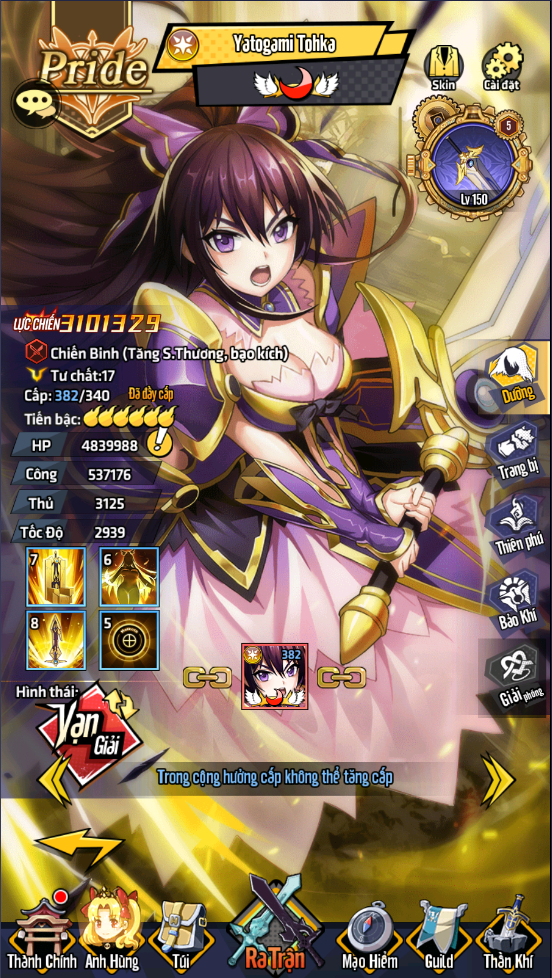 Yatogami Tohka
Pride
Skin
Cài đặt
5
Lv 150
LỰC CHIẾN 3101329
Chiến Binh (Tăng S.Thương, bạo kích)
Tư chất:17
Cấp: 382/340 Đã đầy cấp
Tiến bậc:
HP 4839988
Công 537176
Thủ 3125
Tốc Độ 2939
Dưỡng
Trang bị
Thiên phú
Bảo Khí
Giải phóng
7 6
8 5
382
Hình thái:
Vạn Giải
Trong cộng hưởng cấp không thể tăng cấp
Thành Chính
Anh Hùng
Túi
Ra Trận
Mạo Hiểm
Guild
Thần Khí